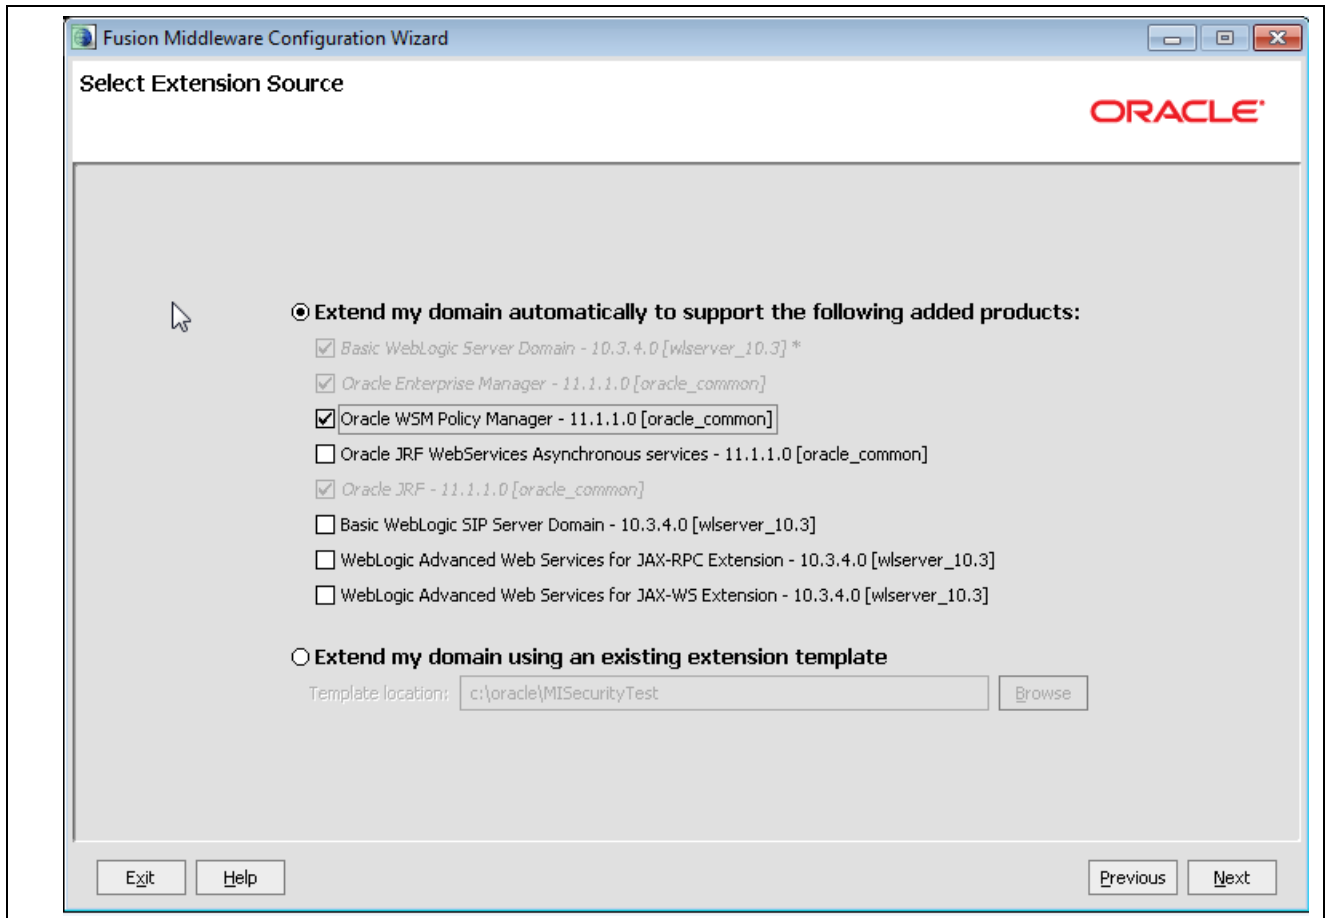 Fusion Middleware Configuration Wizard
Select Extension Source
ORACLE
Extend my domain automatically to support the following added products:
Basic WebLogic Server Domain - 10.3.4.0 [wlserver_10.3] *
Oracle Enterprise Manager - 11.1.1.0 [oracle_common]
Oracle WSM Policy Manager - 11.1.1.0 [oracle_common]
Oracle JRF WebServices Asynchronous services - 11.1.1.0 [oracle_common]
Oracle JRF - 11.1.1.0 [oracle_common]
Basic WebLogic SIP Server Domain - 10.3.4.0 [wlserver_10.3]
WebLogic Advanced Web Services for JAX-RPC Extension - 10.3.4.0 [wlserver_10.3]
WebLogic Advanced Web Services for JAX-WS Extension - 10.3.4.0 [wlserver_10.3]
Extend my domain using an existing extension template
Template location: c:\oracle\MISecurityTest Browse
Exit Help Previous Next